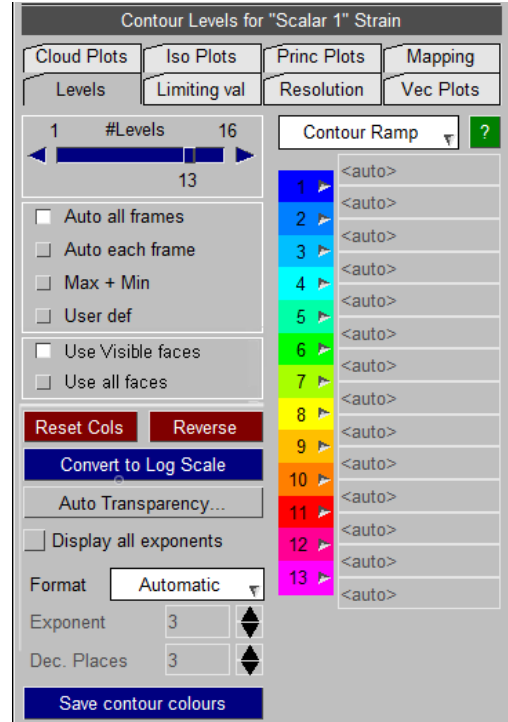 Contour Levels for "Scalar 1" Strain
Cloud Plots Iso Plots Princ Plots Mapping
Levels Limiting val Resolution Vec Plots
1 #Levels 16
13
Auto all frames
Auto each frame
Max + Min
User def
Use Visible faces
Use all faces
Reset Cols Reverse
Convert to Log Scale
Auto Transparency...
Display all exponents
Format Automatic
Exponent 3
Dec. Places 3
Save contour colours
Contour Ramp ?
<auto>
1
<auto>
2
<auto>
3
<auto>
4
<auto>
5
<auto>
6
<auto>
7
<auto>
8
<auto>
9
<auto>
10
<auto>
11
<auto>
12
<auto>
13
<auto>